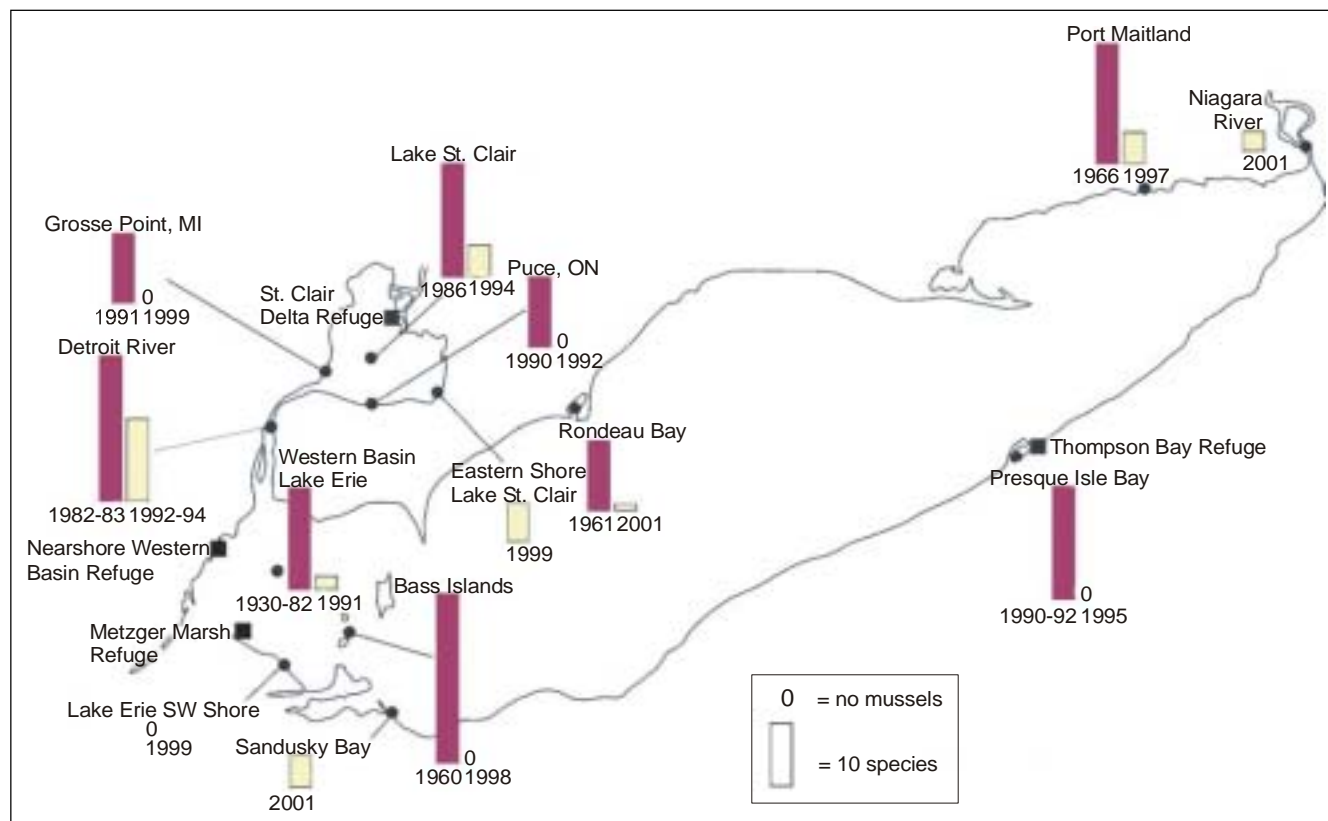 Port Maitland
1966 1997
Niagara
River
2001
Lake St. Clair
1986 1994
Grosse Point, MI
0
1991 1999
St. Clair
Delta Refuge
Puce, ON
0
1990 1992
Detroit River
1982-83 1992-94
Western Basin
Lake Erie
1930-82 1991
Eastern Shore
Lake St. Clair
1999
Rondeau Bay
1961 2001
Thompson Bay Refuge
Presque Isle Bay
0
1990-92 1995
Nearshore Western
Basin Refuge
Bass Islands
0
1960 1998
Metzger Marsh
Refuge
Lake Erie SW Shore
0
1999
Sandusky Bay
2001
0 = no mussels
= 10 species